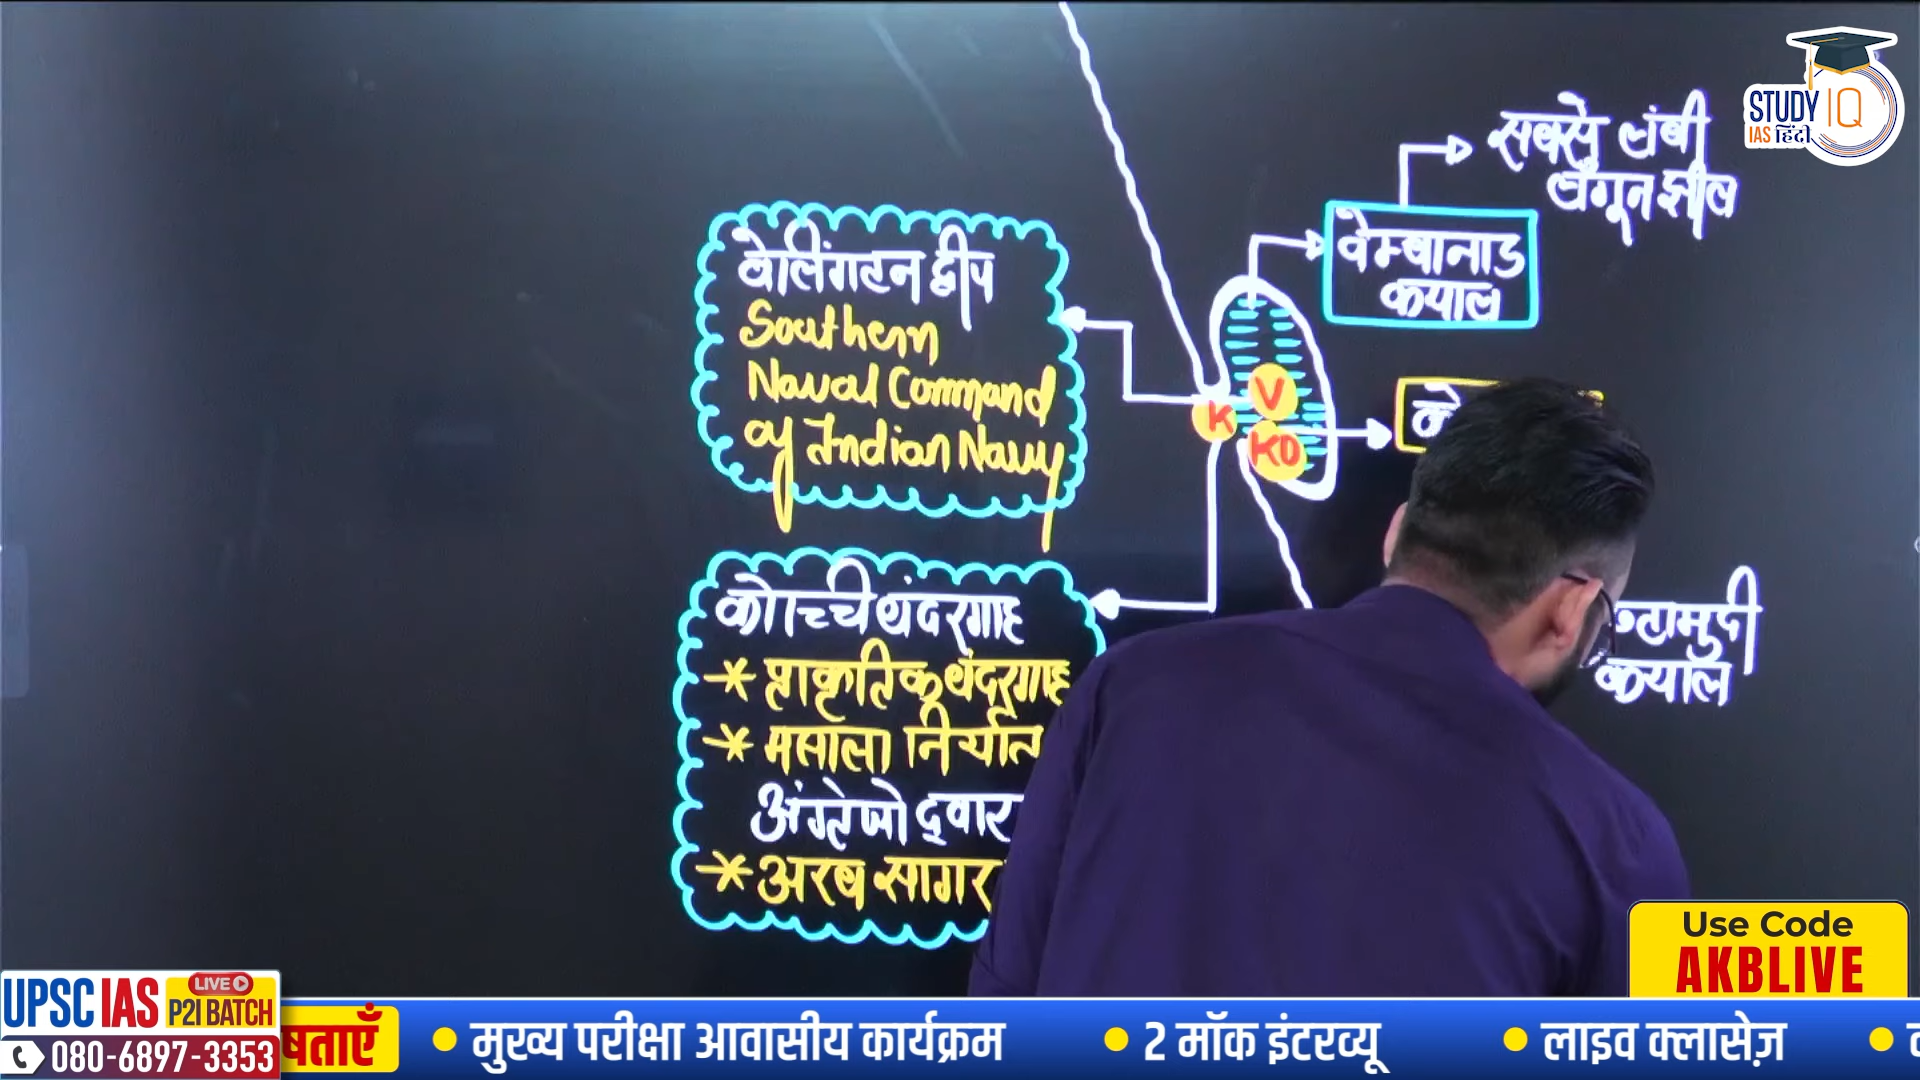 STUDY IQ
IAS हिंदी
सबसे लंबी
लगून झील
वेम्बानाड
कयाल
वेलिंगटन द्वीप
Southern
Naval Command
of Indian Navy
K
V
KO
कोच्ची बंदरगाह
* प्राकृतिक बंदरगाह
* मसाला निर्यात
अंग्रेजो द्वार
* अरब सागर
ष्टामुदी
कयाल
Use Code
AKBLIVE
UPSC IAS
LIVE
P2I BATCH
080-6897-3353
षताएँ
मुख्य परीक्षा आवासीय कार्यक्रम
2 मॉक इंटरव्यू
लाइव क्लासेज़